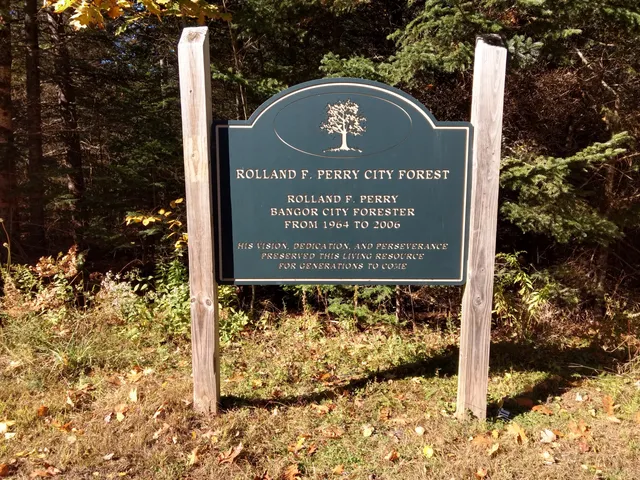 ROLLAND F. PERRY CITY FOREST
ROLLAND F. PERRY
BANGOR CITY FORESTER
FROM 1964 TO 2006
HIS VISION, DEDICATION, AND PERSEVERANCE
PRESERVED THIS LIVING RESOURCE
FOR GENERATIONS TO COME